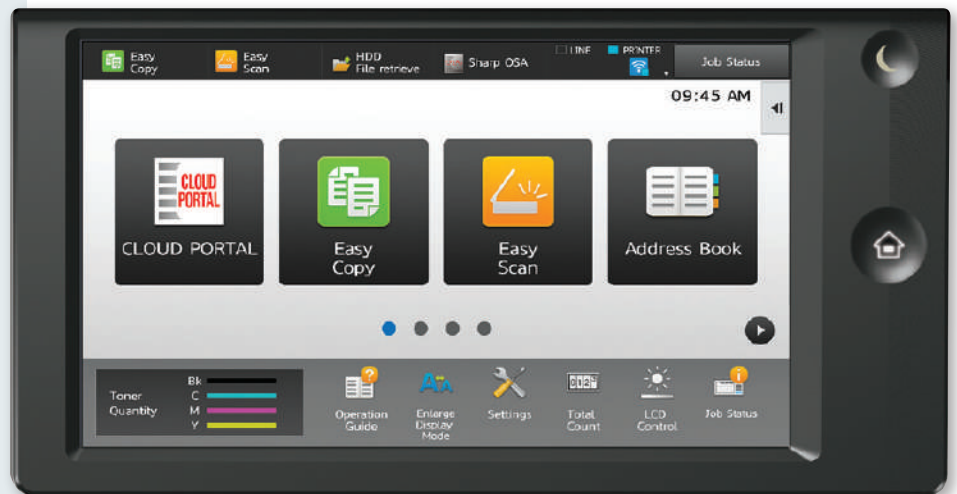 Easy
Copy
Easy
Scan
HDD
File retrieve
Sharp OSA
LINE
PRINTER
Job Status
09:45 AM
CLOUD
PORTAL
CLOUD PORTAL
Easy
Copy
Easy
Scan
Address Book
Toner
Quantity
Bk
C
M
Y
Operation
Guide
Enlarge
Display
Mode
Settings
Total
Count
LCD
Control
Job Status